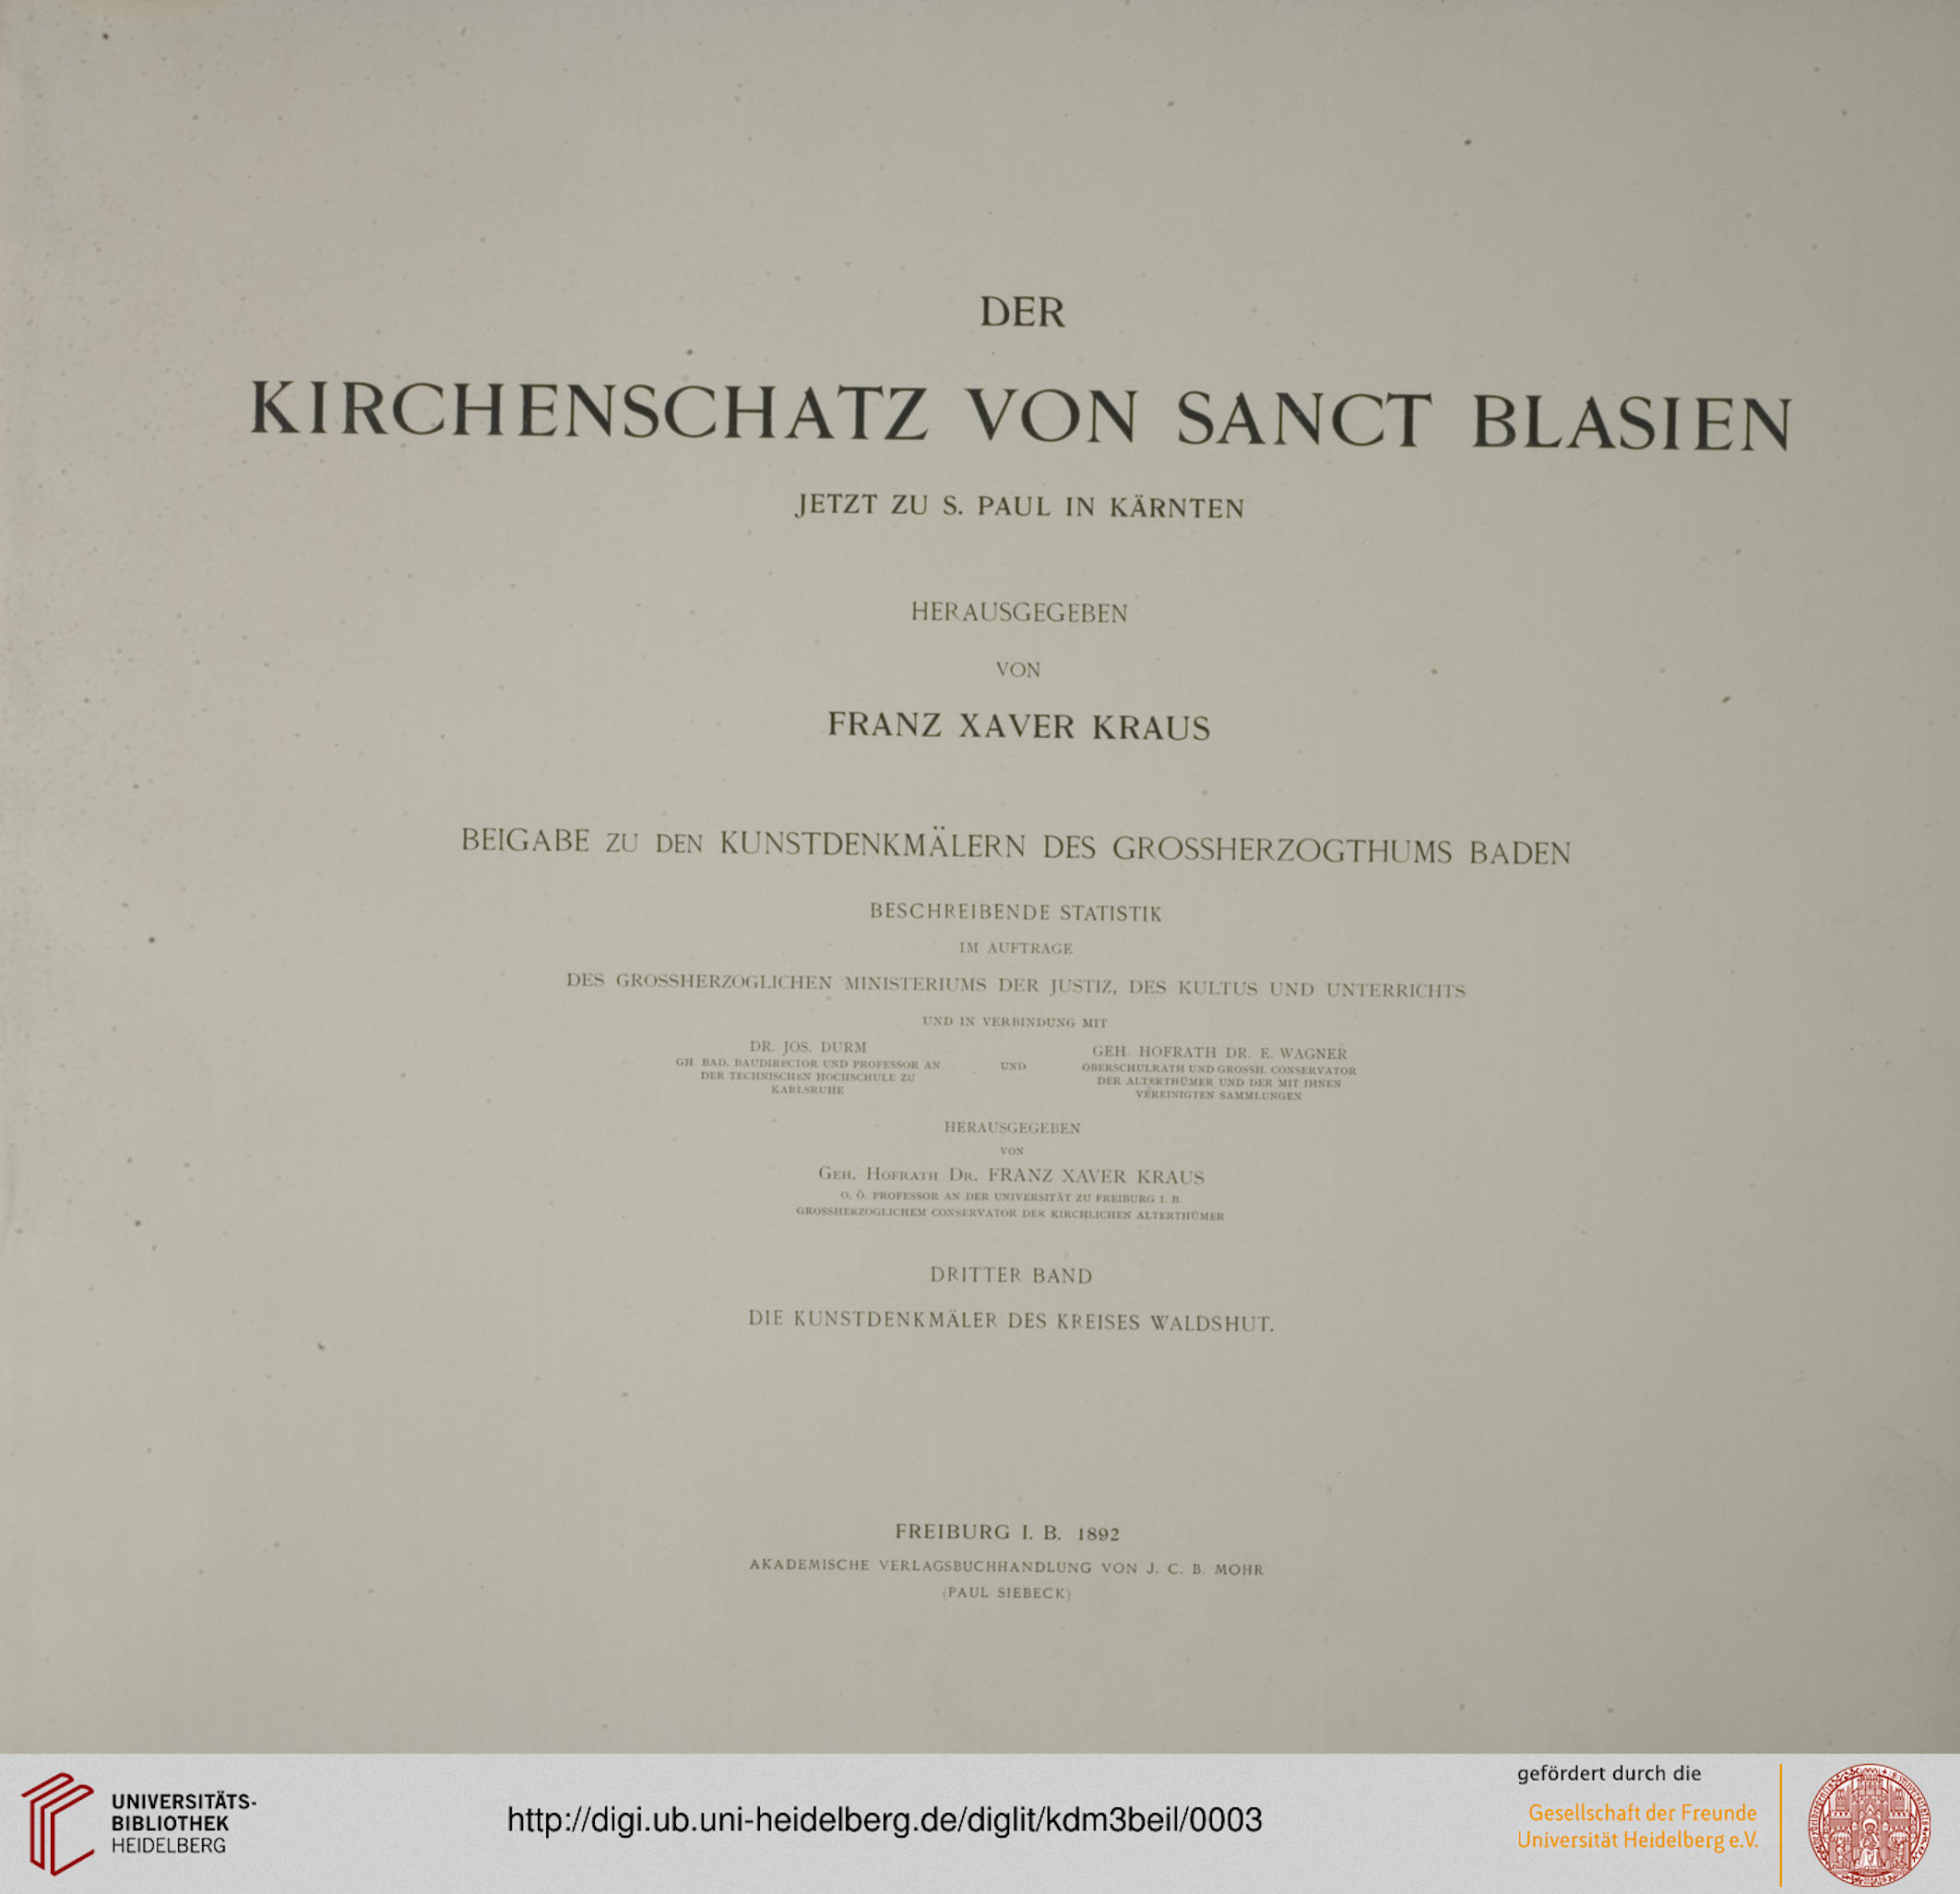 DER
KIRCHENSCHATZ VON SANCT BLASIEN
JETZT ZU S. PAUL IN KÄRNTEN
HERAUSGEGEBEN
VON
FRANZ XAVER KRAUS
BEIGABE ZU DEN KUNSTDENKMÄLERN DES GROSSHERZOGTHUMS BADEN
BESCHREIBENDE STATISTIK
IM AUFTRAGE
DES GROSSHERZOGLICHEN MINISTERIUMS DER JUSTIZ, DES KULTUS UND UNTERRICHTS
UND IN VERBINDUNG MIT
DR. JOS. DURM
GH. BAD. BAUDIRECTOR UND PROFESSOR AN
DER TECHNISCHEN HOCHSCHULE ZU
KARLSRUHE
UND
GEH. HOFRATH DR. E. WAGNER
OBERSCHULRATH UND GROSSH. CONSERVATOR
DER ALTERTHÜMER UND DER MIT IHNEN
VEREINIGTEN SAMMLUNGEN
HERAUSGEGEBEN
VON
GEH. HOFRATH DR. FRANZ XAVER KRAUS
O. Ö. PROFESSOR AN DER UNIVERSITÄT ZU FREIBURG I. B.
GROSSHERZOGLICHEM CONSERVATOR DER KIRCHLICHEN ALTERTHÜMER
DRITTER BAND
DIE KUNSTDENKMÄLER DES KREISES WALDSHUT.
FREIBURG I. B. 1892
AKADEMISCHE VERLAGSBUCHHANDLUNG VON J. C. B. MOHR
(PAUL SIEBECK)
UNIVERSITÄTS-
BIBLIOTHEK
HEIDELBERG
http://digi.ub.uni-heidelberg.de/diglit/kdm3beil/0003
gefördert durch die
Gesellschaft der Freunde
Universität Heidelberg e.V.